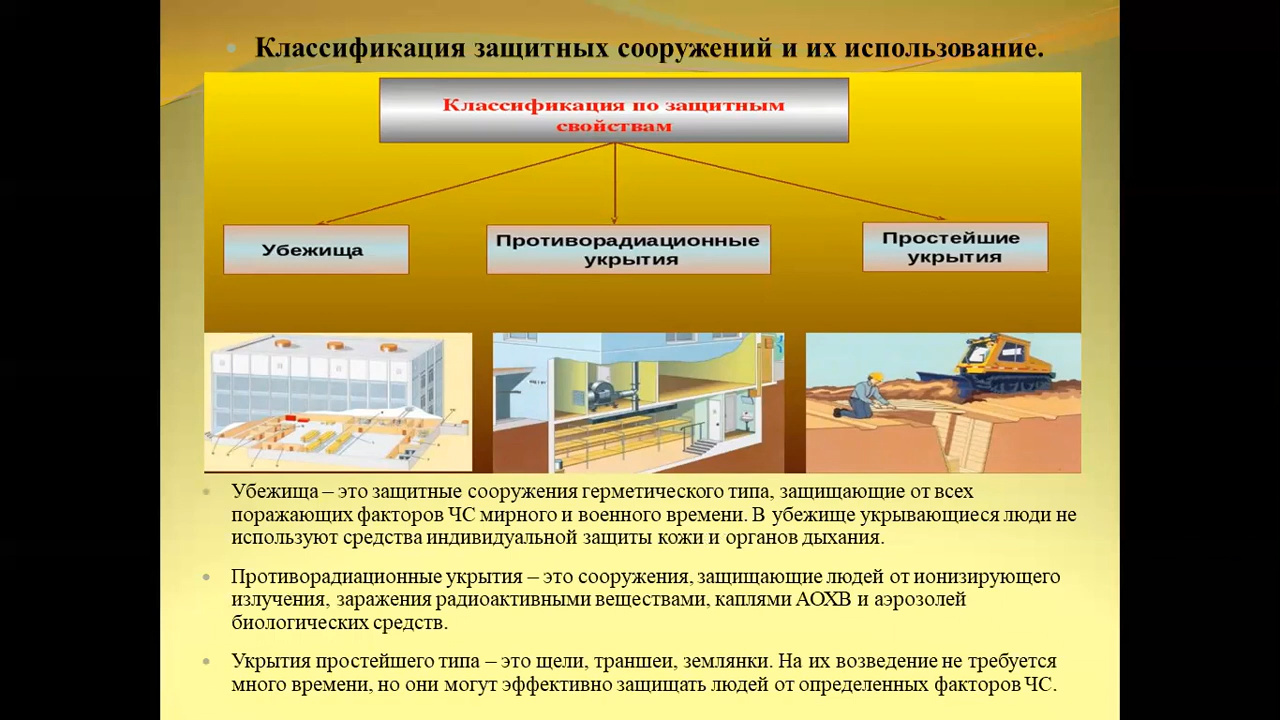 Классификация защитных сооружений и их использование.
Классификация по защитным
свойствам
Убежища
Противорадиационные
укрытия
Простейшие
укрытия
Убежища – это защитные сооружения герметического типа, защищающие от всех
поражающих факторов ЧС мирного и военного времени. В убежище укрывающиеся люди не
используют средства индивидуальной защиты кожи и органов дыхания.
Противорадиационные укрытия – это сооружения, защищающие людей от ионизирующего
излучения, заражения радиоактивными веществами, каплями АОХВ и аэрозолей
биологических средств.
Укрытия простейшего типа – это щели, траншеи, землянки. На их возведение не требуется
много времени, но они могут эффективно защищать людей от определенных факторов ЧС.